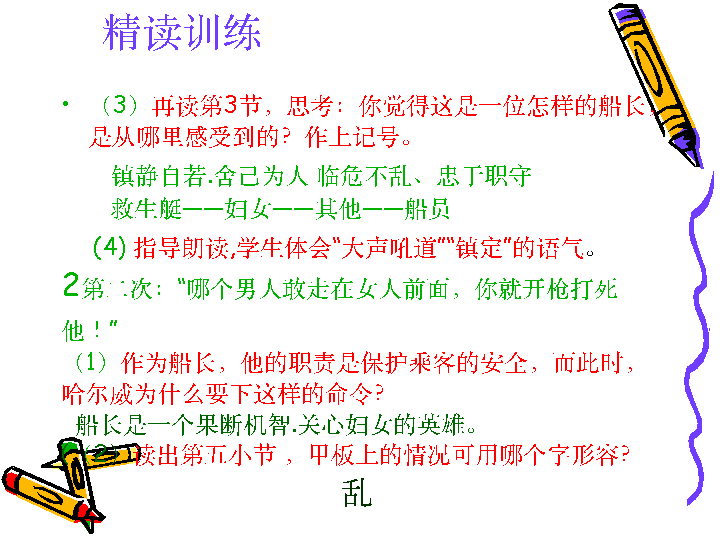 精读训练
• （3）再读第3节，思考：你觉得这是一位怎样的船长，
是从哪里感受到的？作上记号。
镇静自若.舍己为人 临危不乱、忠于职守
救生艇——妇女——其他——船员
(4) 指导朗读,学生体会“大声吼道”“镇定”的语气。
2第二次：“哪个男人敢走在女人前面，你就开枪打死
他！”
（1）作为船长，他的职责是保护乘客的安全，而此时，
哈尔威为什么要下这样的命令？
船长是一个果断机智.关心妇女的英雄。
（2）读出第五小节 ，甲板上的情况可用哪个字形容？
乱